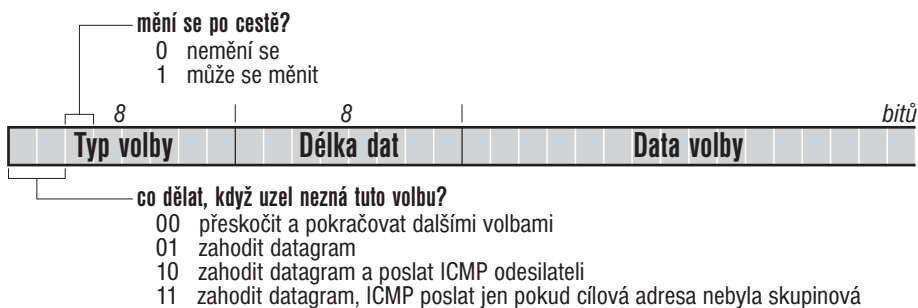 mění se po cestě?
0 nemění se
1 může se měnit
8 8 bitů
Typ volby Délka dat Data volby
co dělat, když uzel nezná tuto volbu?
00 přeskočit a pokračovat dalšími volbami
01 zahodit datagram
10 zahodit datagram a poslat ICMP odesilateli
11 zahodit datagram, ICMP poslat jen pokud cílová adresa nebyla skupinová